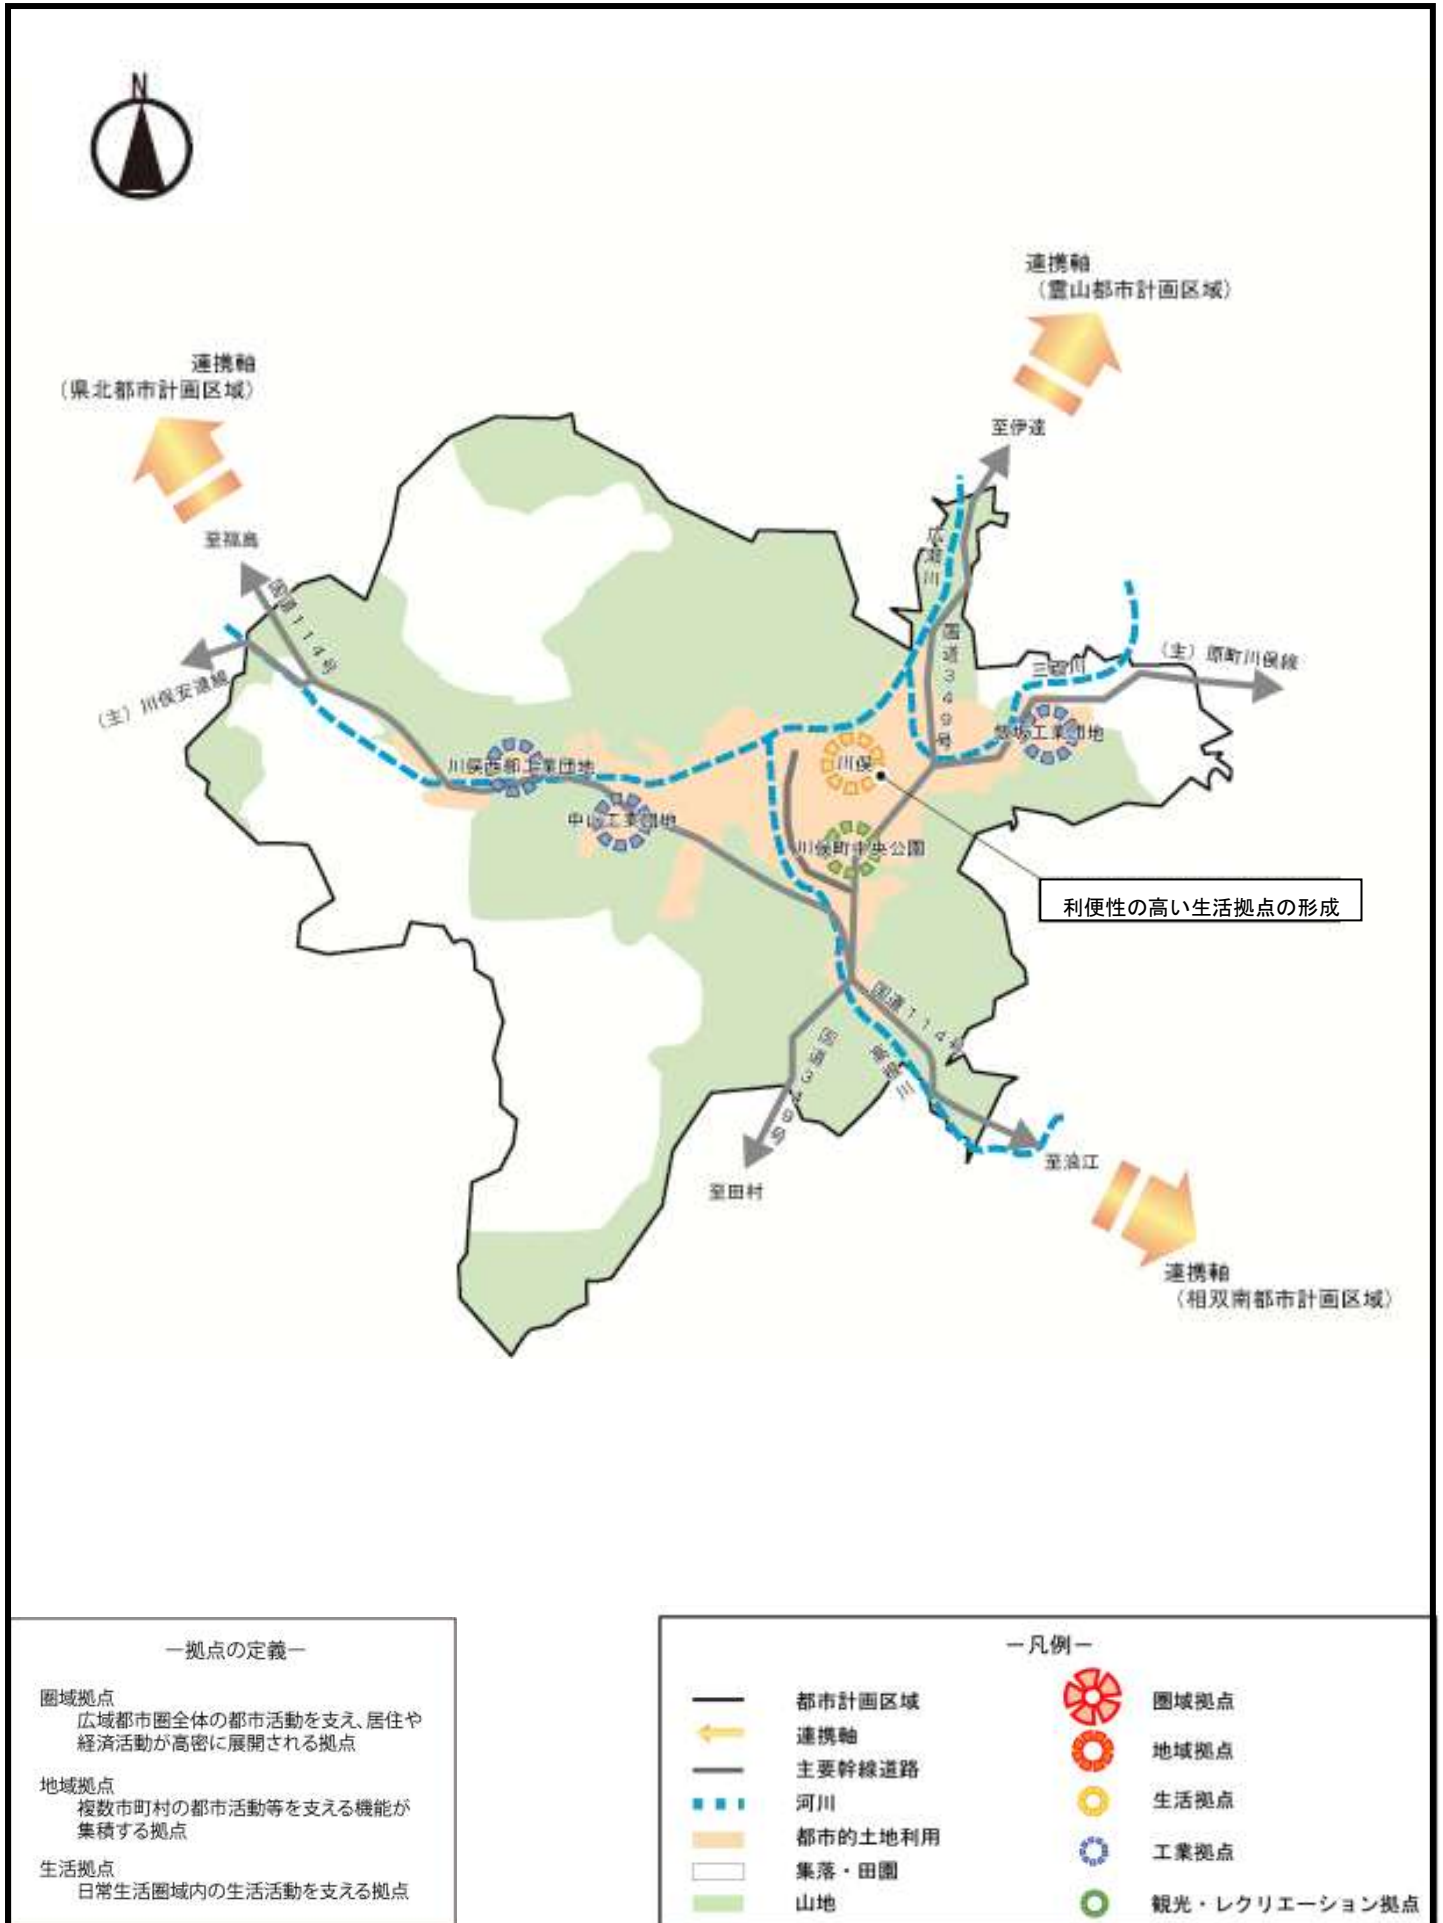 N
連携軸
（霊山都市計画区域）
連携軸
（県北都市計画区域）
至伊達
至福島
国道114号
広瀬川
国道349号
（主）原町川俣線
（主）川俣安達線
飯坂工業団地
川俣西部工業団地
川俣
中山工業団地
川俣町中央公園
利便性の高い生活拠点の形成
国道114号
国道349号
至浪江
至田村
連携軸
（相双南都市計画区域）
－拠点の定義－
圏域拠点
広域都市圏全体の都市活動を支え、居住や
経済活動が高密に展開される拠点
地域拠点
複数市町村の都市活動等を支える機能が
集積する拠点
生活拠点
日常生活圏域内の生活活動を支える拠点
－凡例－
都市計画区域
連携軸
主要幹線道路
河川
都市的土地利用
集落・田園
山地
圏域拠点
地域拠点
生活拠点
工業拠点
観光・レクリエーション拠点